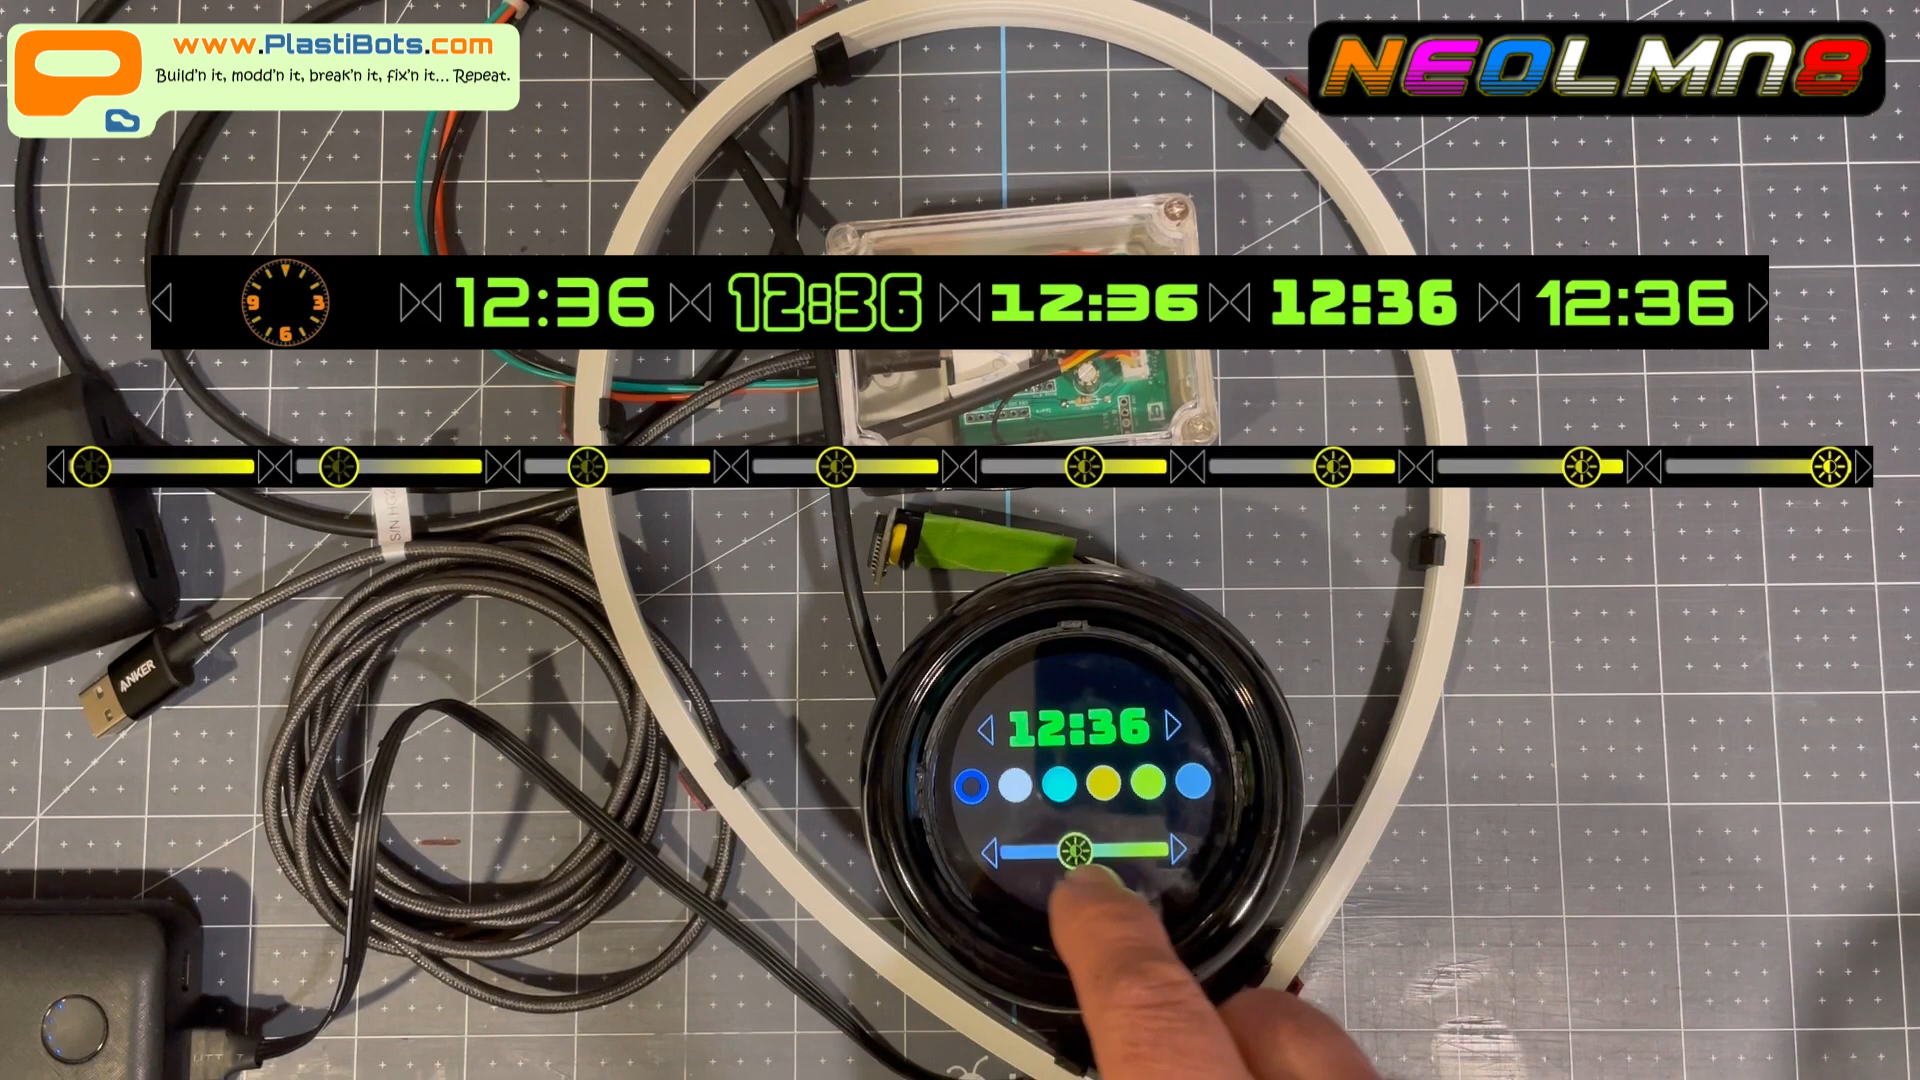 www.PlastiBots.com
Build'n it, modd'n it, break'n it, fix'n it... Repeat.
NEOLMN8
9 3 6
12:36 12:36 12:36 12:36 12:36
S/N HG2
ANKER
12:36